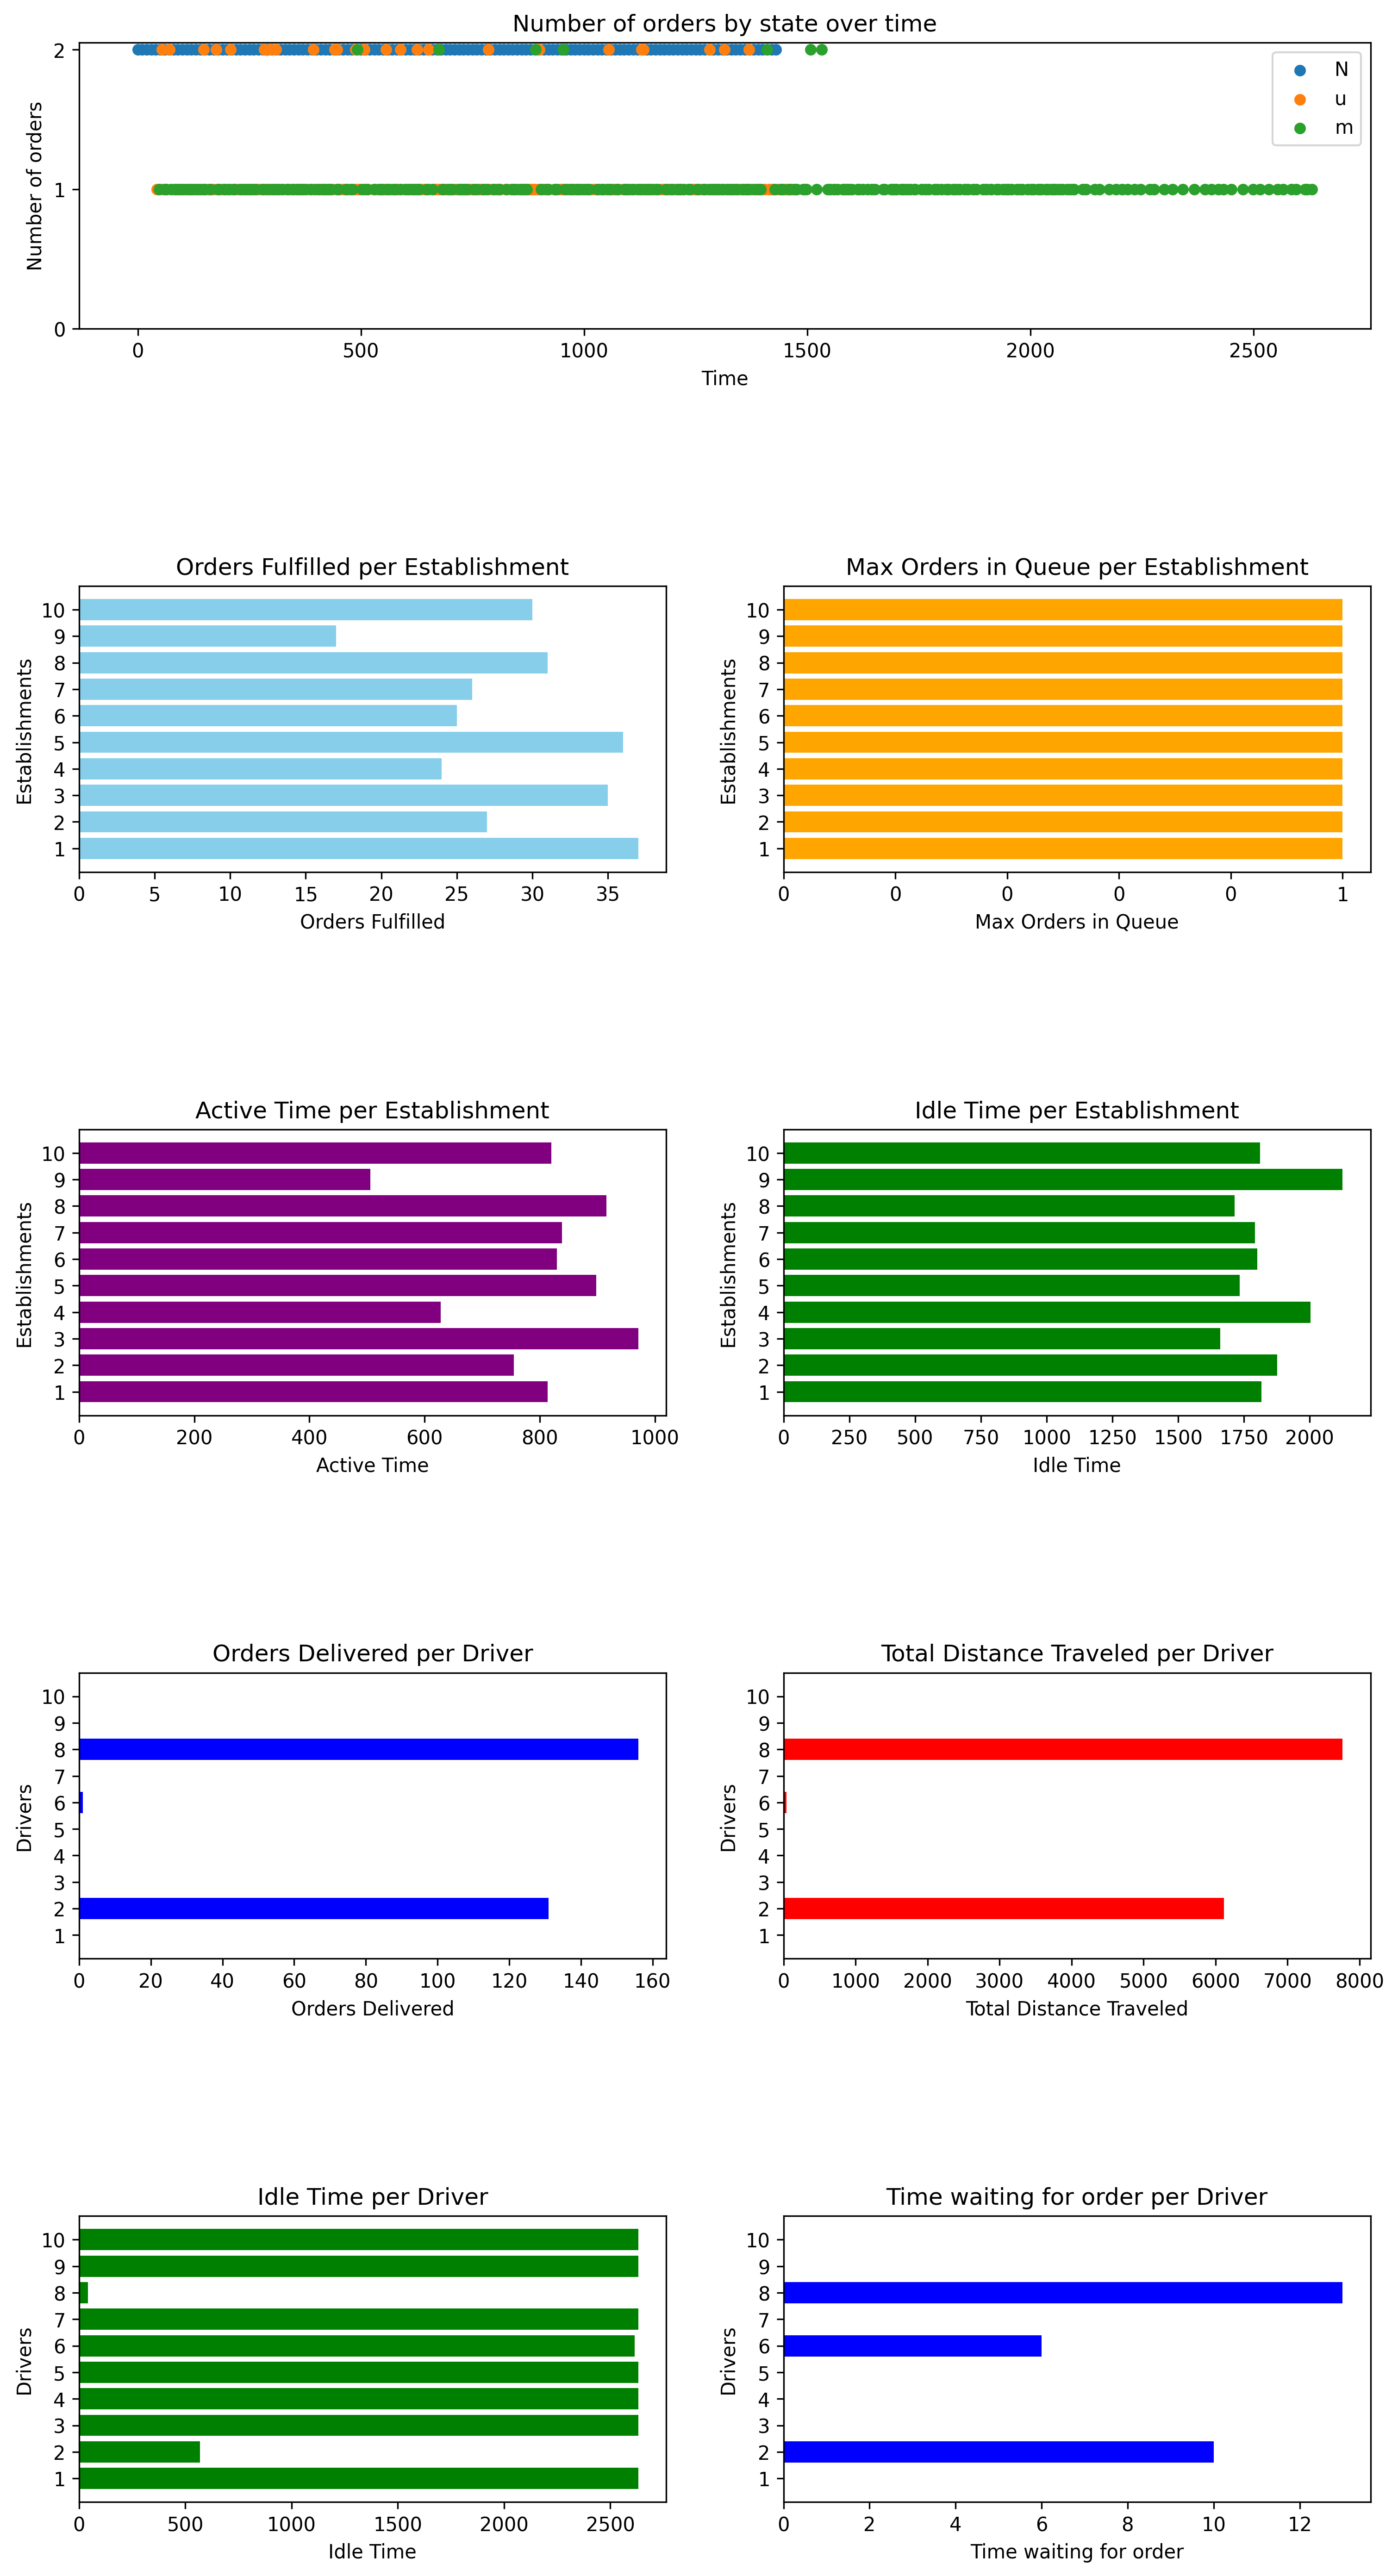 Number of orders by state over time
Number of orders
2
1
0
N
u
m
0 500 1000 1500 2000 2500
Time
Orders Fulfilled per Establishment
Establishments
10
9
8
7
6
5
4
3
2
1
0 5 10 15 20 25 30 35
Orders Fulfilled
Max Orders in Queue per Establishment
Establishments
10
9
8
7
6
5
4
3
2
1
0 0 0 0 0 1
Max Orders in Queue
Active Time per Establishment
Establishments
10
9
8
7
6
5
4
3
2
1
0 200 400 600 800 1000
Active Time
Idle Time per Establishment
Establishments
10
9
8
7
6
5
4
3
2
1
0 250 500 750 1000 1250 1500 1750 2000
Idle Time
Orders Delivered per Driver
Drivers
10
9
8
7
6
5
4
3
2
1
0 20 40 60 80 100 120 140 160
Orders Delivered
Total Distance Traveled per Driver
Drivers
10
9
8
7
6
5
4
3
2
1
0 1000 2000 3000 4000 5000 6000 7000 8000
Total Distance Traveled
Idle Time per Driver
Drivers
10
9
8
7
6
5
4
3
2
1
0 500 1000 1500 2000 2500
Idle Time
Time waiting for order per Driver
Drivers
10
9
8
7
6
5
4
3
2
1
0 2 4 6 8 10 12
Time waiting for order